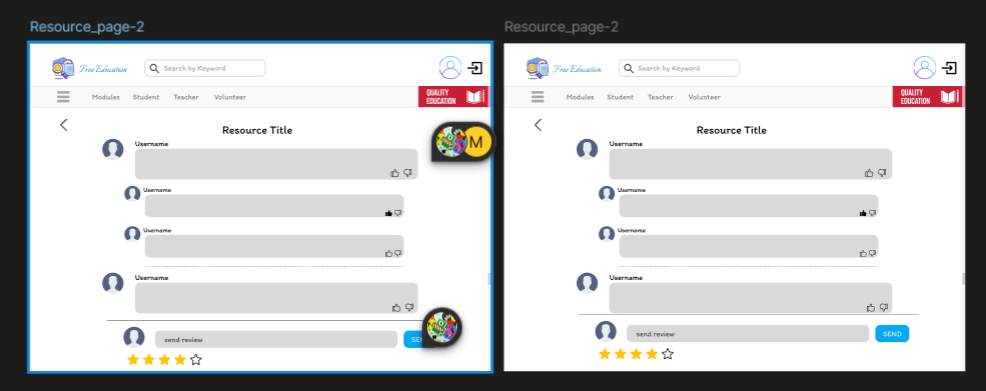 Resource_page-2
Free Education
Search by Keyword
Modules Student Teacher Volunteer
QUALITY
EDUCATION
Resource Title
M
Username
Username
Username
Username
send review
Resource_page-2
Free Education
Search by Keyword
Modules Student Teacher Volunteer
QUALITY
EDUCATION
Resource Title
Username
Username
Username
Username
send review
SEND